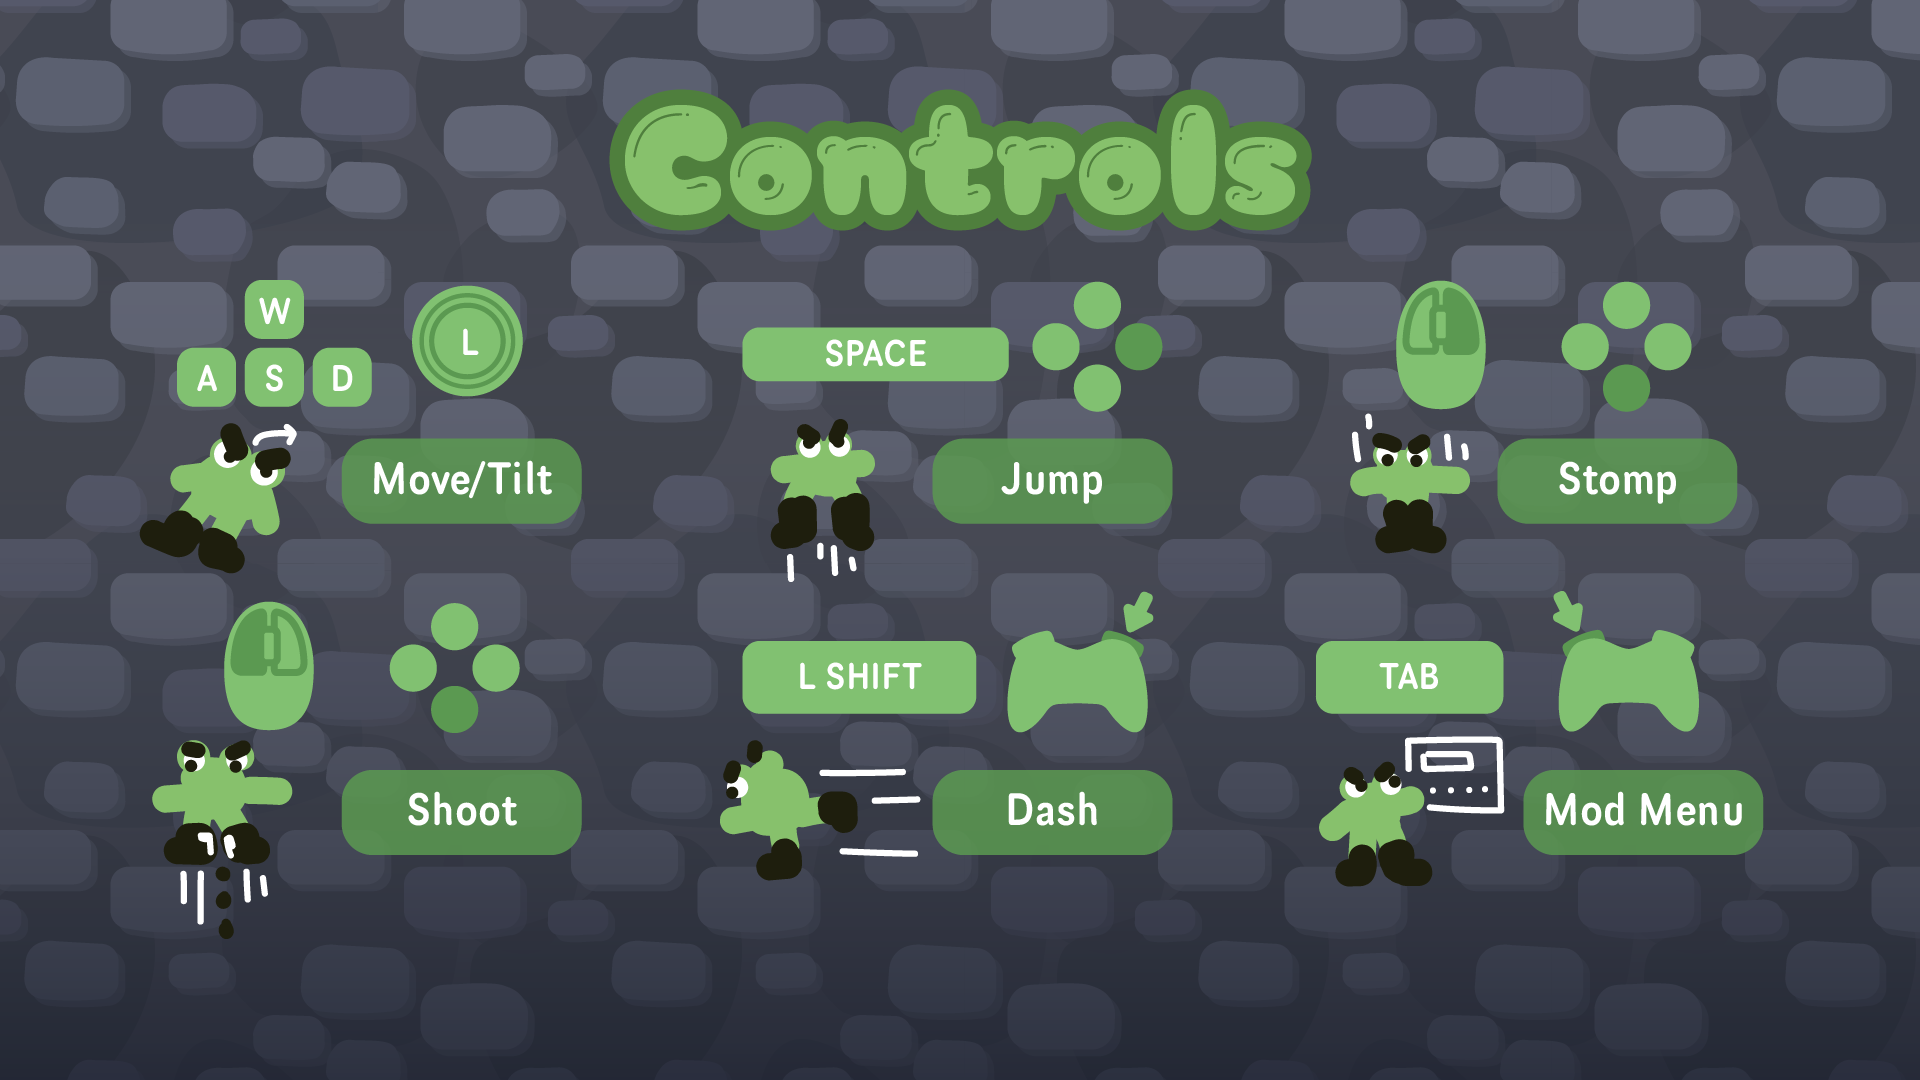 Controls
W
A S D
L
Move/Tilt
SPACE
Jump
Stomp
Shoot
L SHIFT
Dash
TAB
Mod Menu